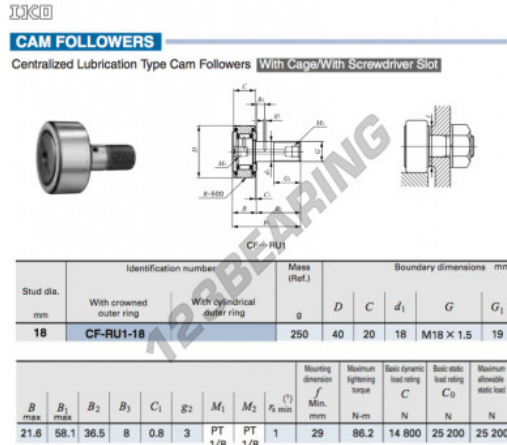 IKO
CAM FOLLOWERS
Centralized Lubrication Type Cam Followers With Cage/With Screwdriver Slot
C
D
R=500
CF-RU1
123BEARING
Stud dia.
mm
Identification number
With crowned outer ring
With cylindrical outer ring
Mass (Ref.)
g
Boundary dimensions mm
D C d1 G G1
18 CF-RU1-18 250 40 20 18 M18 × 1.5 19
B max B1 max B2 B3 C1 g2 M1 M2 rs min (1)
Mounting dimension f Min. mm
Maximum tightening torque N-m
Basic dynamic load rating C N
Basic static load rating C0 N
Maximum allowable static load N
21.6 58.1 36.5 8 0.8 3 PT 1/8 PT 1/8 1 29 86.2 14 800 25 200 25 200